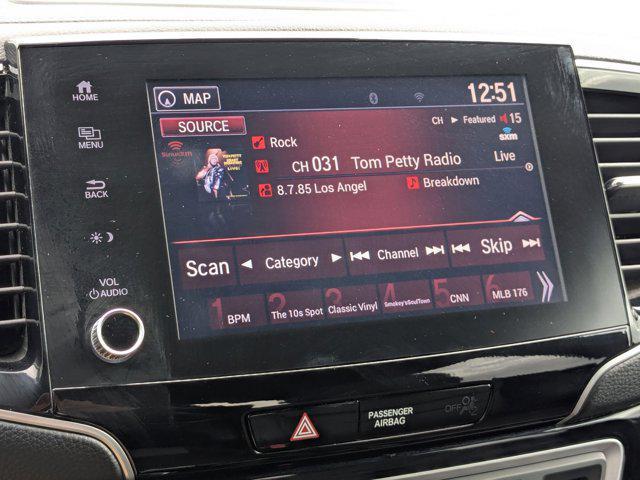 HOME
MENU
BACK
VOL
AUDIO
MAP
12:51
SOURCE
CH ► Featured 15
SiriusXM
Rock
sxm
CH 031 Tom Petty Radio Live
8.7.85 Los Angel Breakdown
Scan ◄ Category ► Channel Skip
1 BPM 2 The 10s Spot 3 Classic Vinyl 4 Smokey'sSoulTown 5 CNN 6 MLB 176
PASSENGER
AIRBAG
OFF